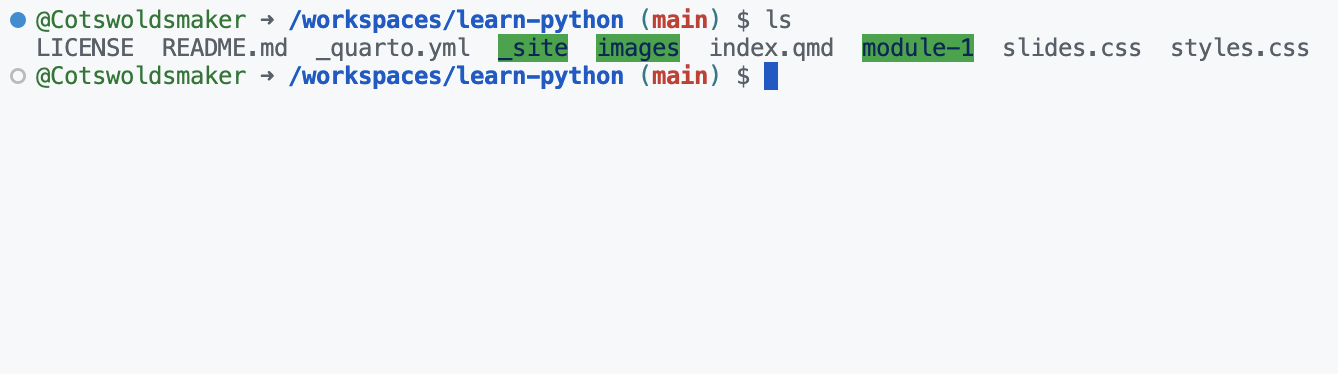 @Cotswoldsmaker ➜ /workspaces/learn-python (main) $ ls
LICENSE  README.md  _quarto.yml  _site  images  index.qmd  module-1  slides.css  styles.css
@Cotswoldsmaker ➜ /workspaces/learn-python (main) $